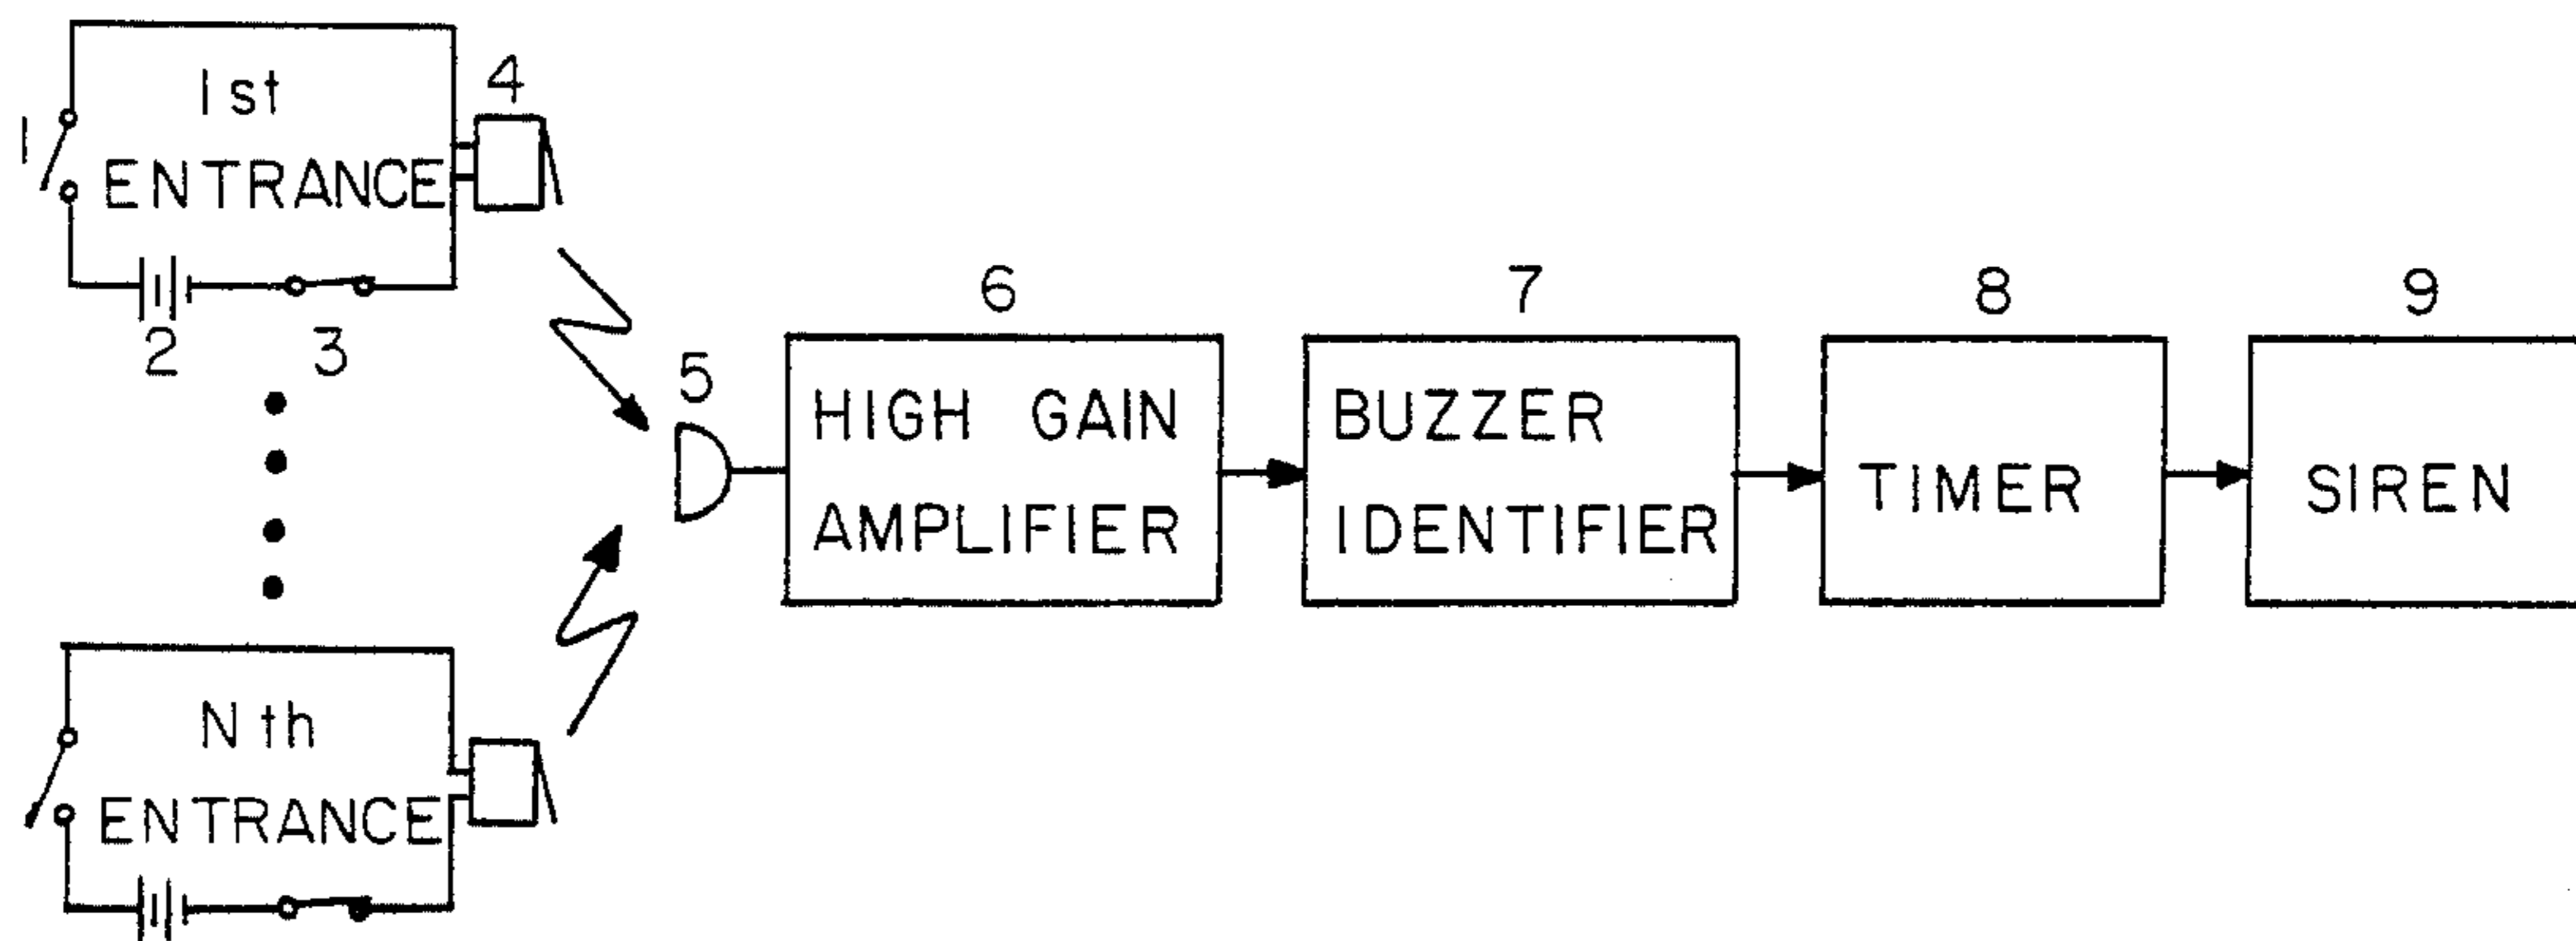 1st
ENTRANCE
1
2
3
4
5
6
HIGH GAIN
AMPLIFIER
7
BUZZER
IDENTIFIER
8
TIMER
9
SIREN
Nth
ENTRANCE